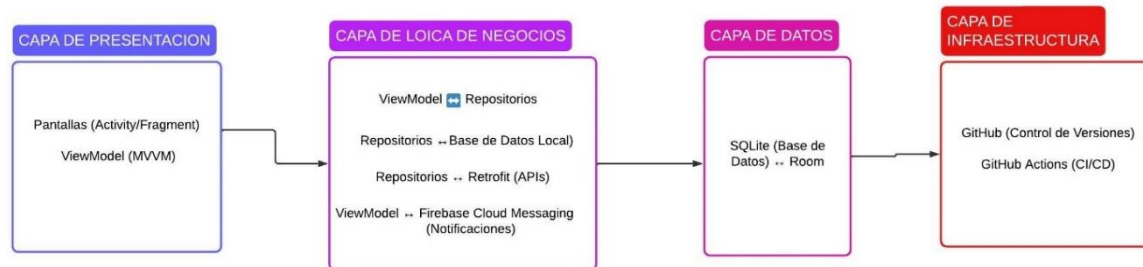 CAPA DE PRESENTACION
Pantallas (Activity/Fragment)
ViewModel (MVVM)
CAPA DE LOICA DE NEGOCIOS
ViewModel ↔️ Repositorios
Repositorios ↔Base de Datos Local)
Repositorios ↔ Retrofit (APIs)
ViewModel ↔ Firebase Cloud Messaging
(Notificaciones)
CAPA DE DATOS
SQLite (Base de
Datos) ↔ Room
CAPA DE
INFRAESTRUCTURA
GitHub (Control de Versiones)
GitHub Actions (CI/CD)